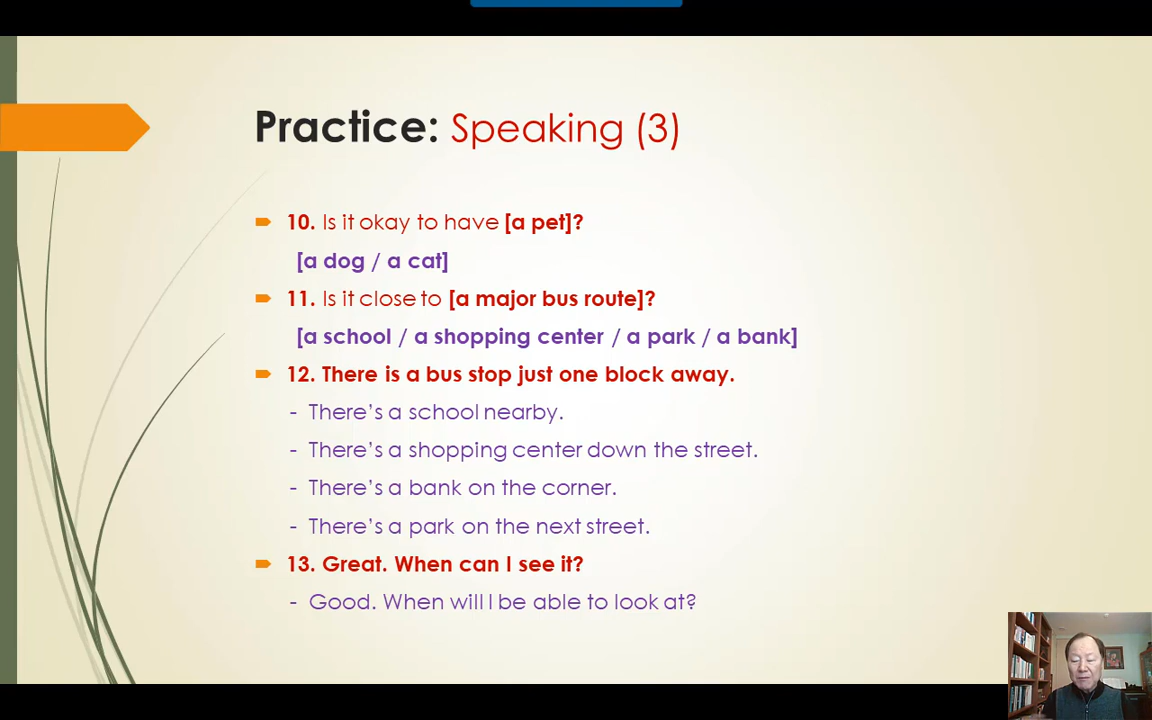 Practice: Speaking (3)
10. Is it okay to have [a pet]?
[a dog / a cat]
11. Is it close to [a major bus route]?
[a school / a shopping center / a park / a bank]
12. There is a bus stop just one block away.
- There's a school nearby.
- There's a shopping center down the street.
- There's a bank on the corner.
- There's a park on the next street.
13. Great. When can I see it?
- Good. When will I be able to look at?